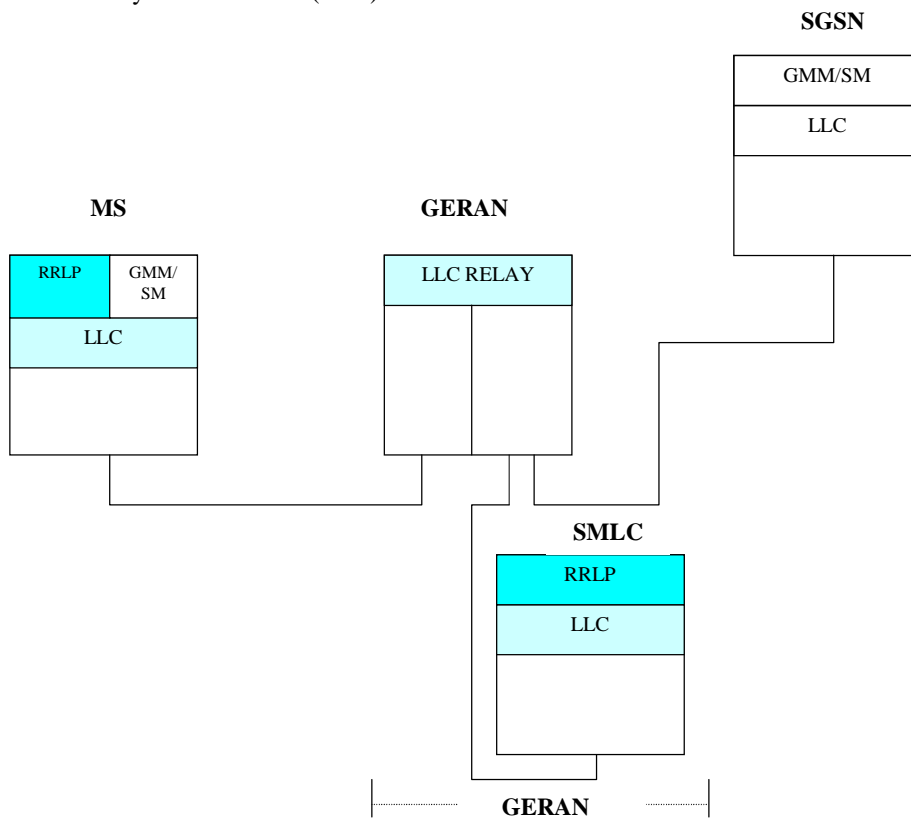 SGSN
GMM/SM
LLC
MS
GERAN
RRLP
GMM/
SM
LLC RELAY
LLC
SMLC
RRLP
LLC
GERAN